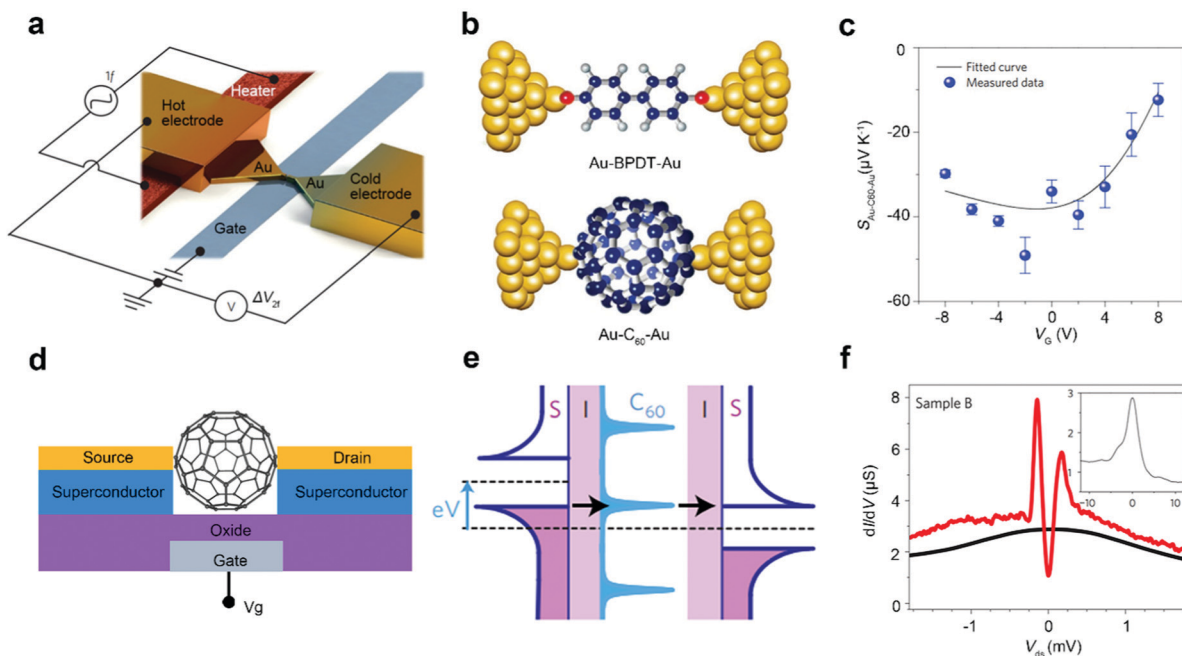 a
1f
Heater
Hot
electrode
Au
Au
Cold
electrode
Gate
V
ΔV2f
b
Au-BPDT-Au
Au-C60-Au
c
Fitted curve
Measured data
SAu-C60-Au(μV K⁻¹)
0
-20
-40
-60
-8
-4
0
4
8
VG (V)
d
Source
Drain
Superconductor
Superconductor
Oxide
Gate
Vg
e
S
I
C60
I
S
eV
f
Sample B
dI/dV (μS)
8
6
4
2
0
-1
0
1
Vds (mV)
3
2
1
-10
0
10